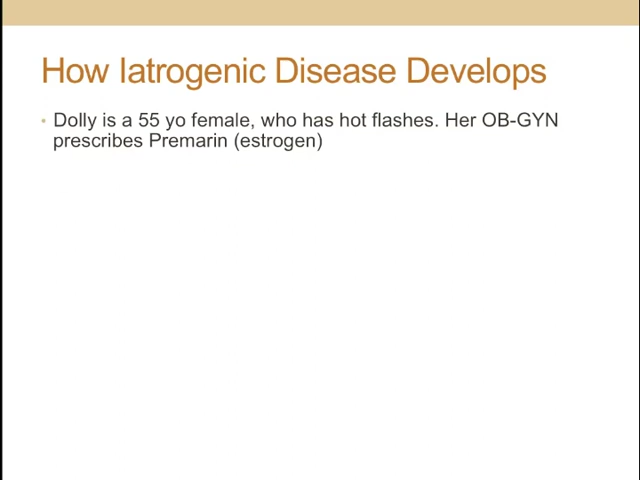 How Iatrogenic Disease Develops
• Dolly is a 55 yo female, who has hot flashes. Her OB-GYN
prescribes Premarin (estrogen)